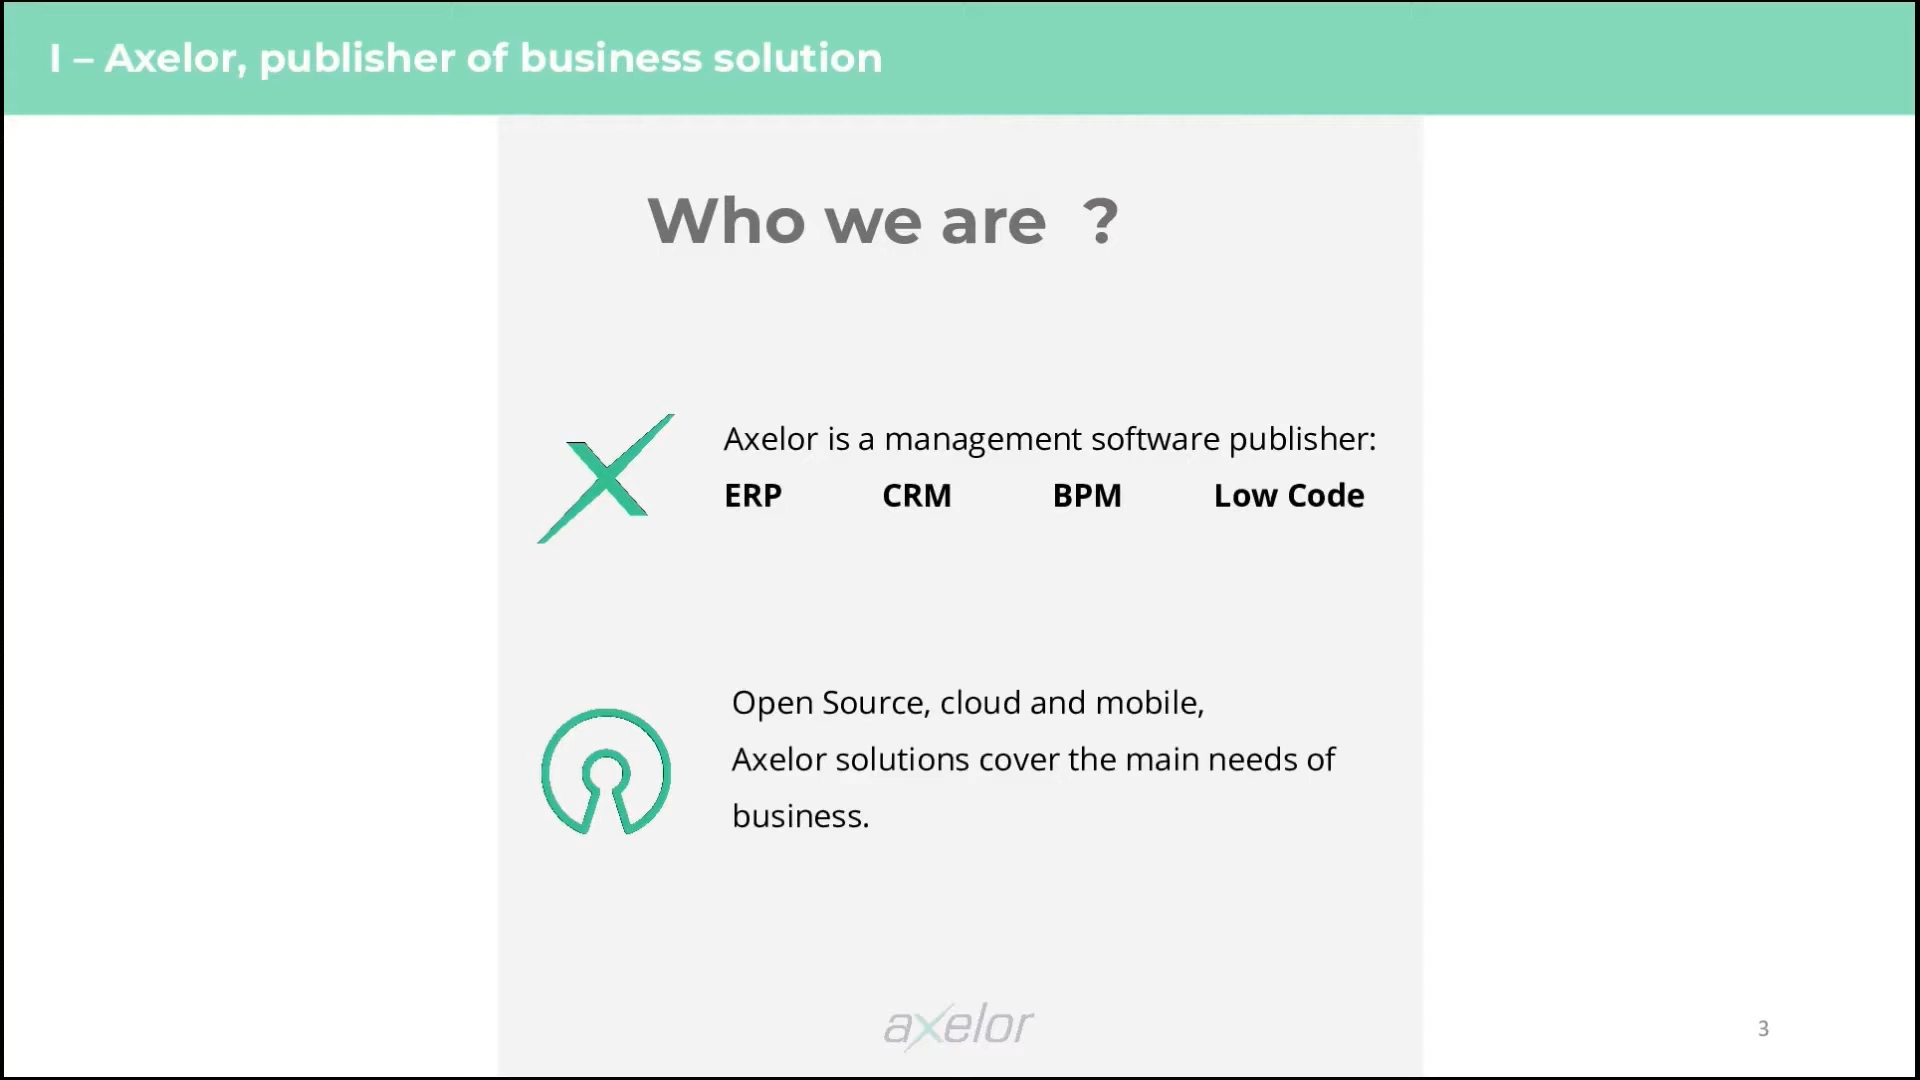 I – Axelor, publisher of business solution
Who we are ?
Axelor is a management software publisher:
ERP CRM BPM Low Code
Open Source, cloud and mobile,
Axelor solutions cover the main needs of
business.
axelor
3